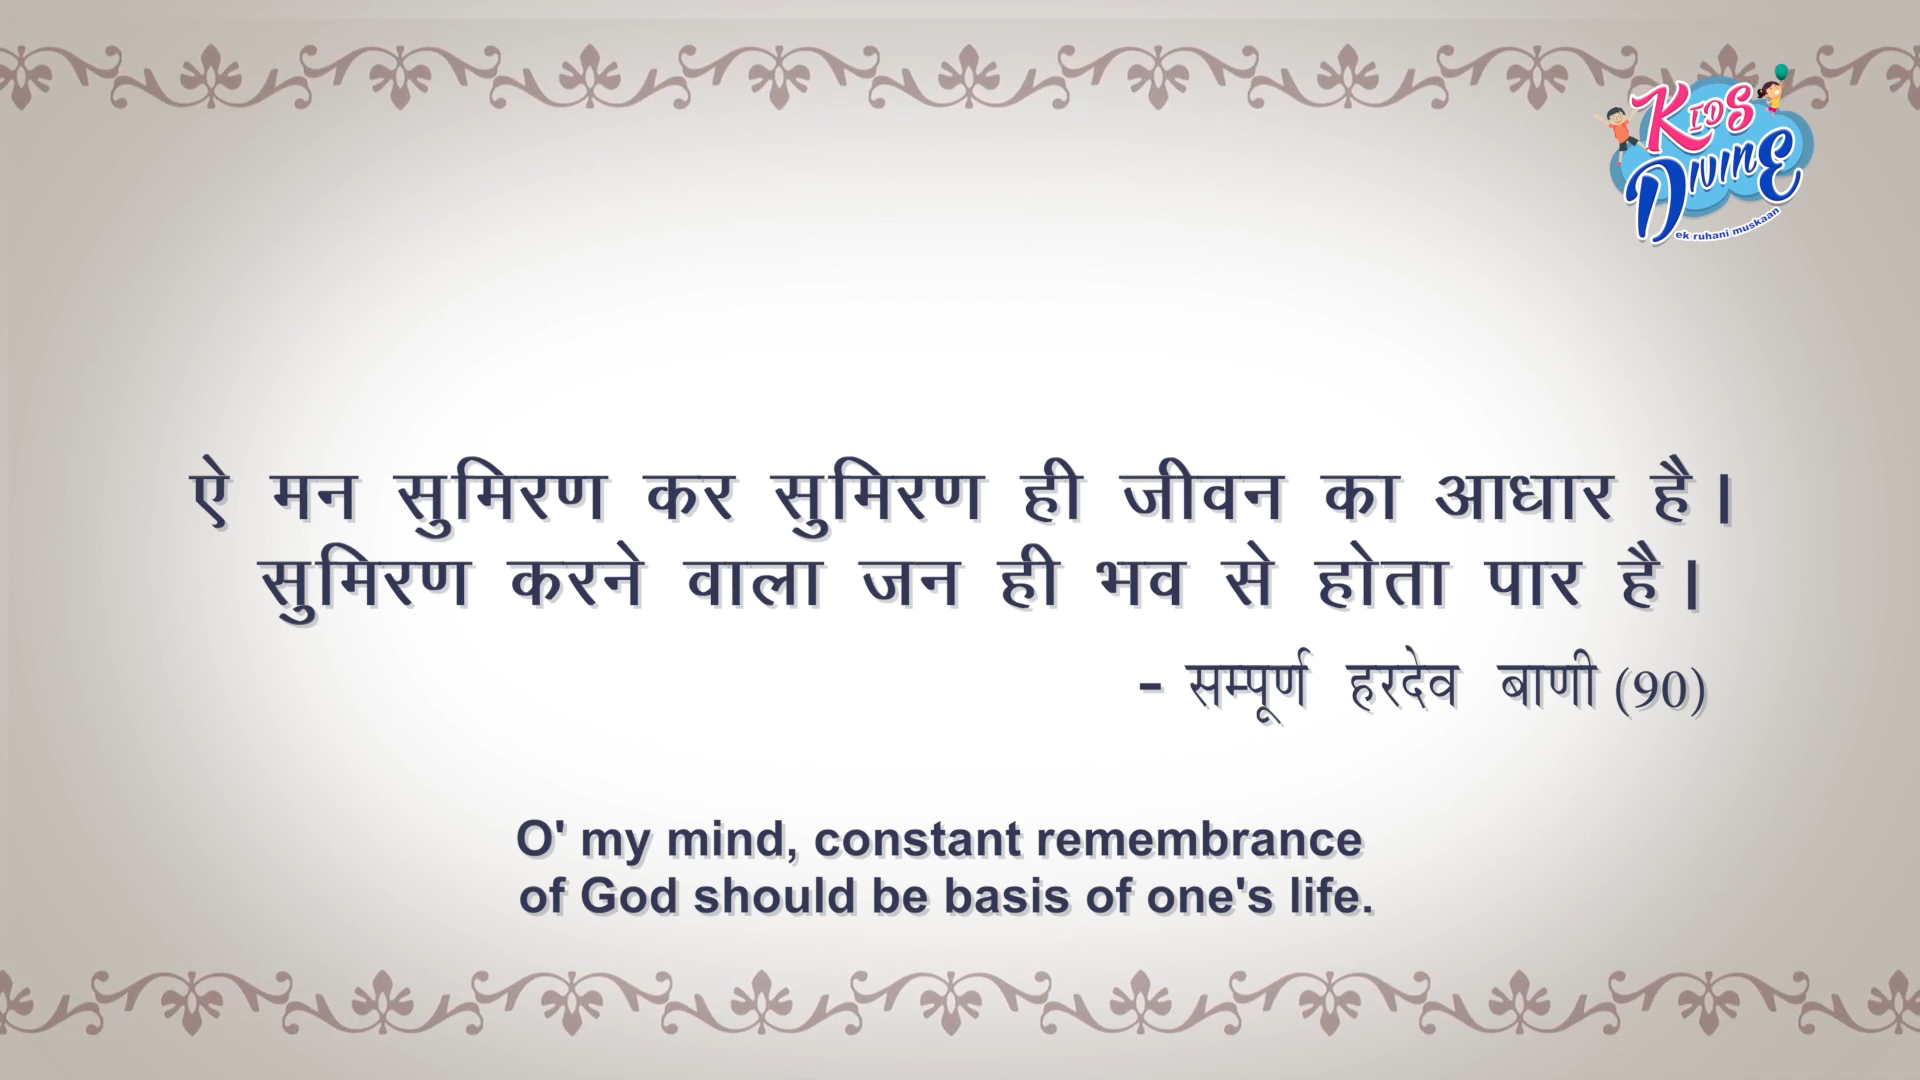 KIDS
DIVINE
ek ruhani muskaan
ऐ मन सुमिरण कर सुमिरण ही जीवन का आधार है।
सुमिरण करने वाला जन ही भव से होता पार है।
- सम्पूर्ण हरदेव बाणी (90)
O' my mind, constant remembrance
of God should be basis of one's life.